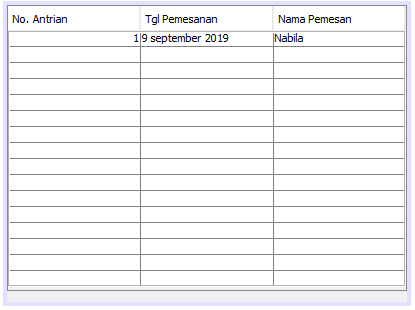 No. Antrian Tgl Pemesanan Nama Pemesan
1 9 september 2019 Nabila